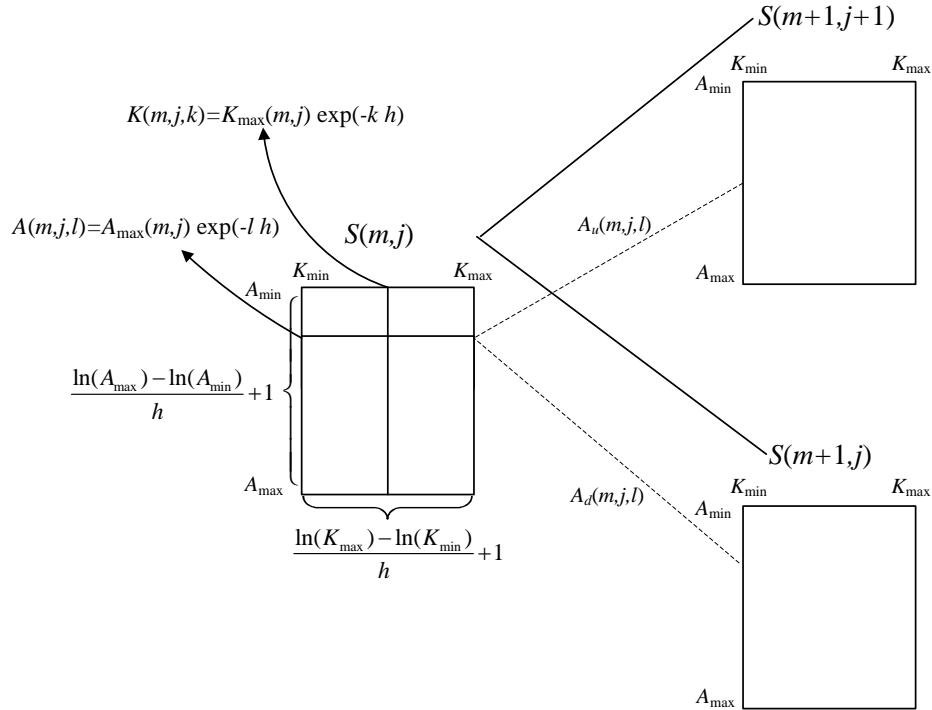 S(m+1,j+1)
K_min K_max
A_min
K(m,j,k)=K_max(m,j) exp(-k h)
A(m,j,l)=A_max(m,j) exp(-l h)
S(m,j)
A_u(m,j,l)
K_min K_max
A_min
A_max
(ln(A_max)−ln(A_min))/h +1
S(m+1,j)
A_max
K_min K_max
A_d(m,j,l)
A_min
(ln(K_max)−ln(K_min))/h +1
A_max